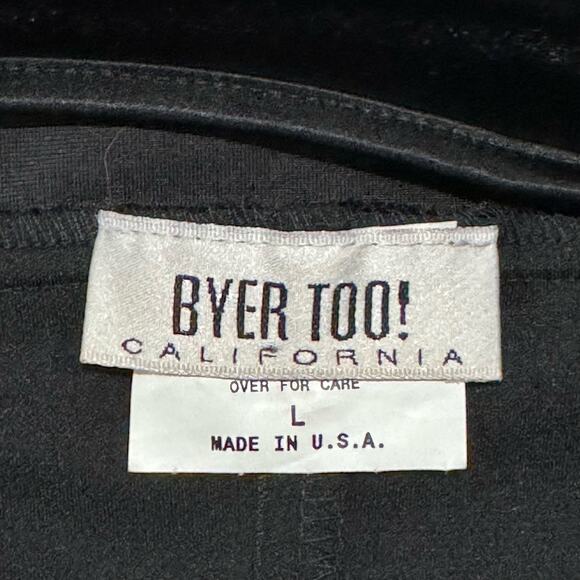 BYER TOO!
CALIFORNIA
OVER FOR CARE
L
MADE IN U.S.A.